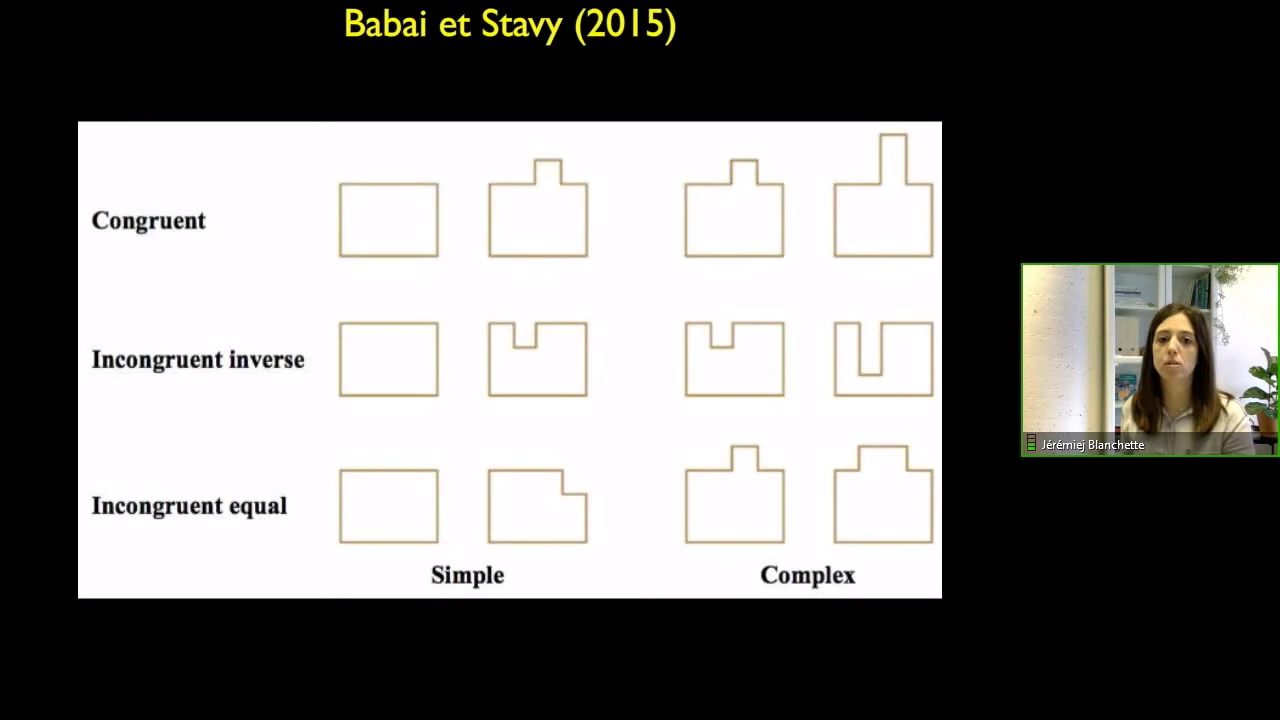 Babai et Stavy (2015)
Congruent
Incongruent inverse
Incongruent equal
Simple
Complex
Jérémiej Blanchette